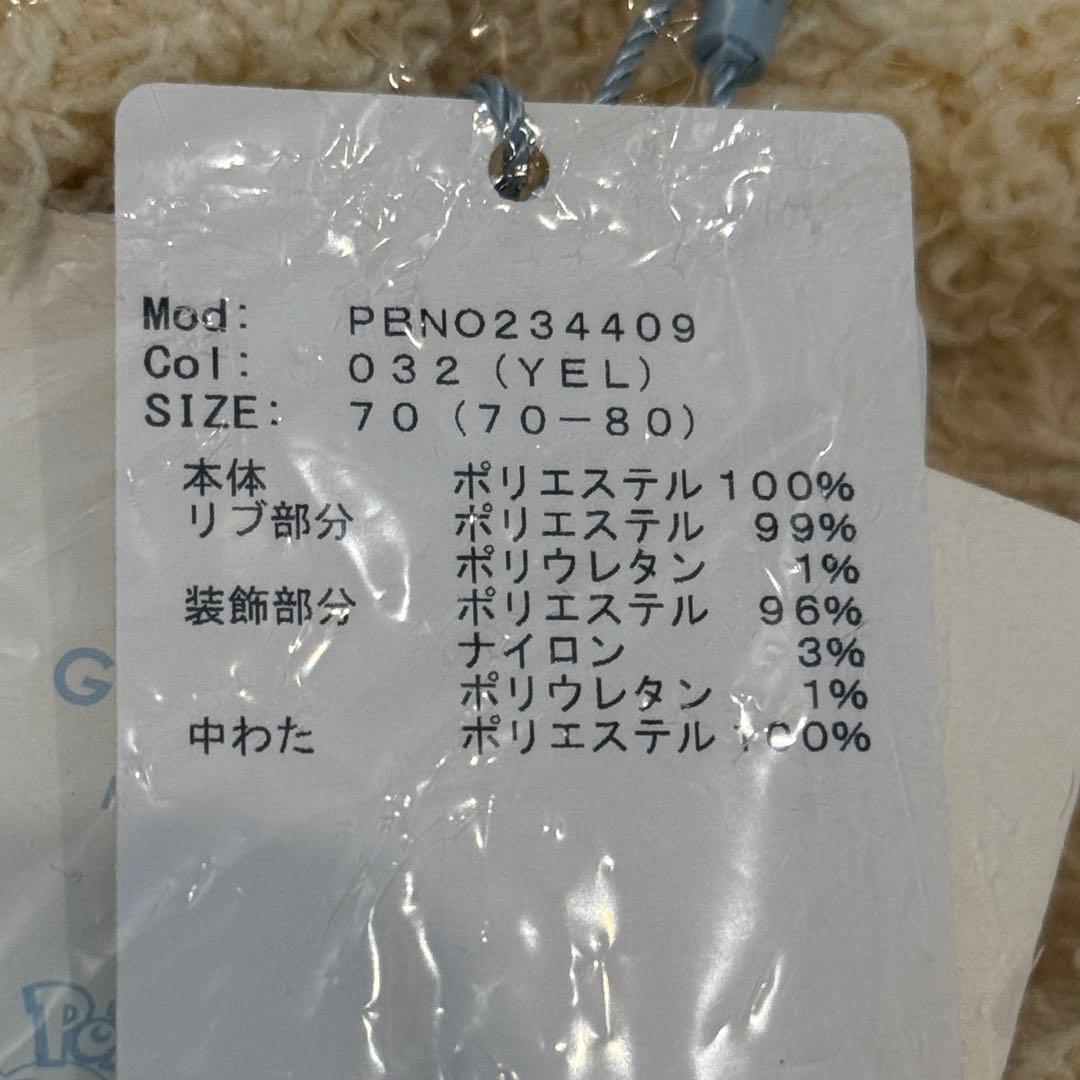 Mod: PBNO234409
Col: 032 (YEL)
SIZE: 70 (70-80)
本体 ポリエステル 100%
リブ部分 ポリエステル 99%
ポリウレタン 1%
装飾部分 ポリエステル 96%
ナイロン 3%
ポリウレタン 1%
中わた ポリエステル 100%
G